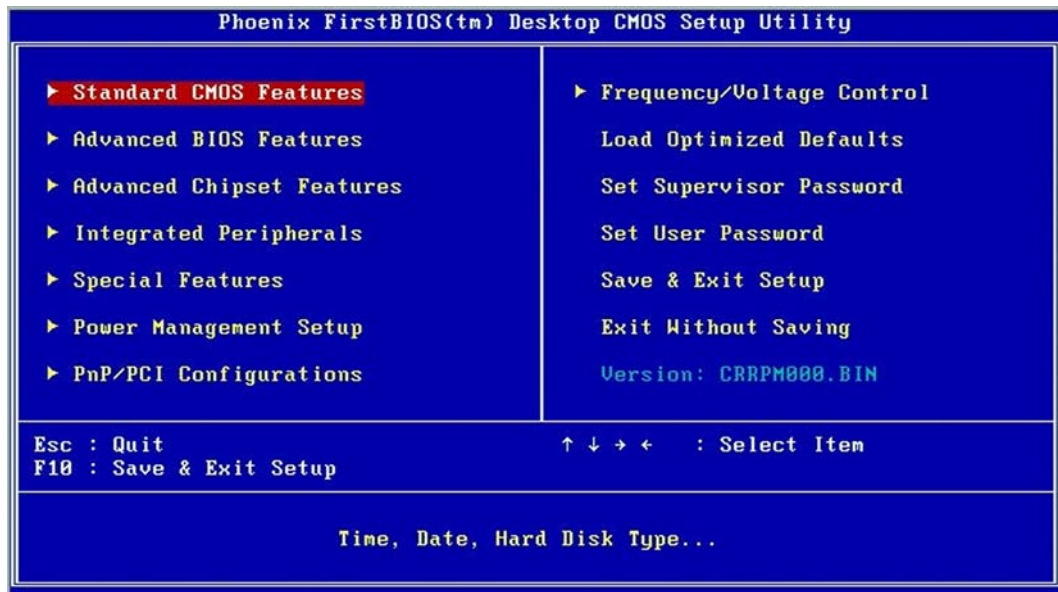 Phoenix FirstBIOS(tm) Desktop CMOS Setup Utility
► Standard CMOS Features
► Advanced BIOS Features
► Advanced Chipset Features
► Integrated Peripherals
► Special Features
► Power Management Setup
► PnP/PCI Configurations
► Frequency/Voltage Control
Load Optimized Defaults
Set Supervisor Password
Set User Password
Save & Exit Setup
Exit Without Saving
Version: CRRPM000.BIN
Esc : Quit
F10 : Save & Exit Setup
↑ ↓ → ← : Select Item
Time, Date, Hard Disk Type...